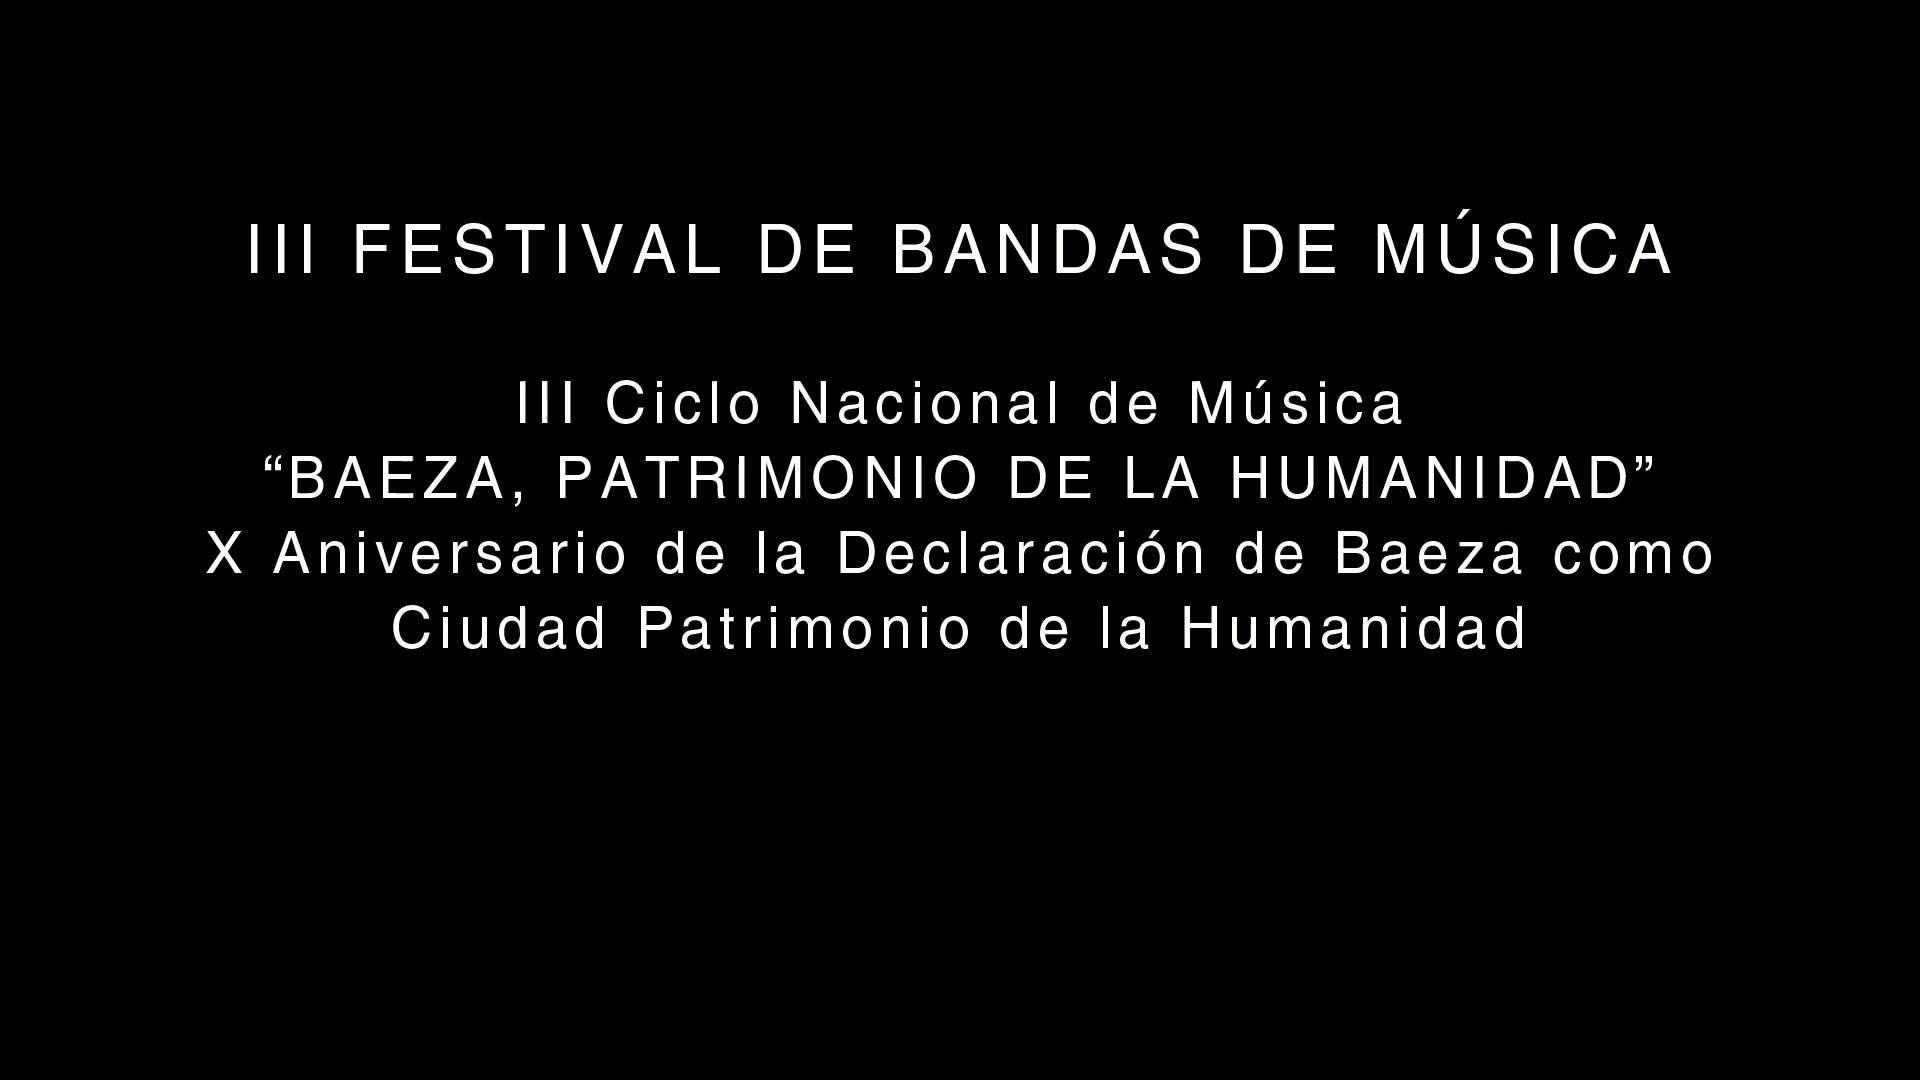 III FESTIVAL DE BANDAS DE MÚSICA
III Ciclo Nacional de Música
“BAEZA, PATRIMONIO DE LA HUMANIDAD”
X Aniversario de la Declaración de Baeza como
Ciudad Patrimonio de la Humanidad